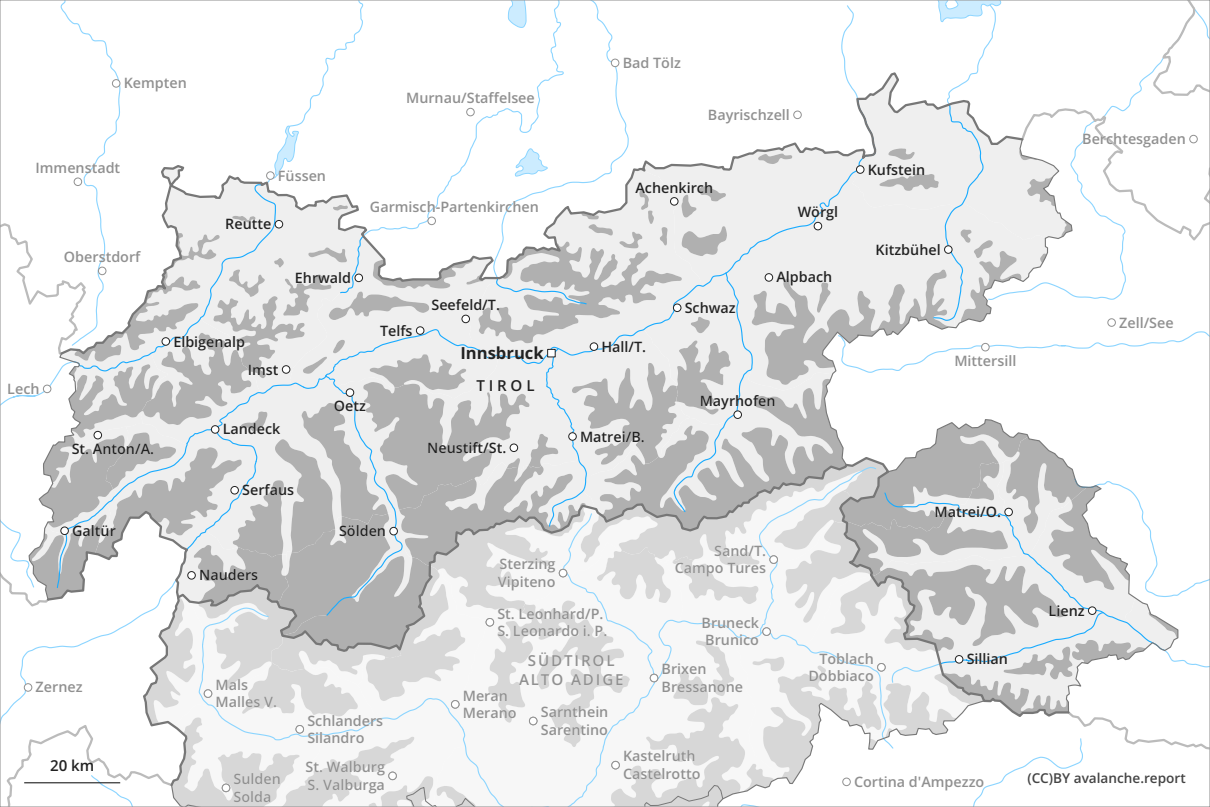 Kempten
Bad Tölz
Murnau/Staffelsee
Bayrischzell
Berchtesgaden
Immenstadt
Füssen
Kufstein
Achenkirch
Garmisch-Partenkirchen
Wörgl
Reutte
Kitzbühel
Oberstdorf
Ehrwald
Alpbach
Seefeld/T.
Schwaz
Zell/See
Telfs
Elbigenalp
Innsbruck
Hall/T.
Mittersill
Imst
TIROL
Lech
Oetz
Mayrhofen
Landeck
Matrei/B.
St. Anton/A.
Neustift/St.
Serfaus
Matrei/O.
Galtür
Sölden
Sand/T.
Campo Tures
Sterzing
Vipiteno
Nauders
Lienz
St. Leonhard/P.
S. Leonardo i. P.
Bruneck
Brunico
SÜDTIROL
ALTO ADIGE
Toblach
Dobbiaco
Sillian
Brixen
Bressanone
Zernez
Mals
Malles V.
Meran
Merano
Sarnthein
Sarentino
Schlanders
Silandro
Kastelruth
Castelrotto
St. Walburg
S. Valburga
20 km
Sulden
Solda
Cortina d'Ampezzo
(CC)BY avalanche.report